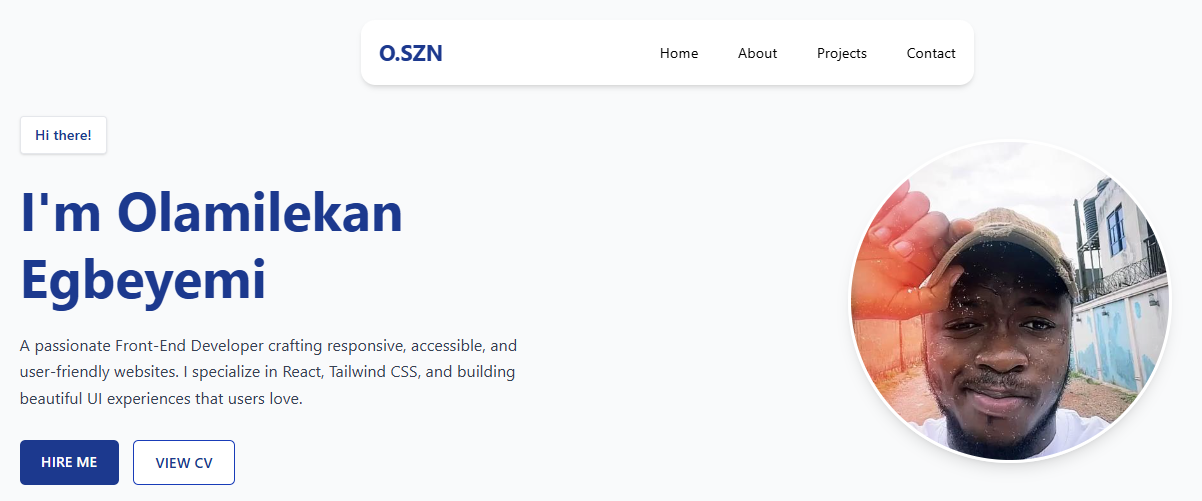 O.SZN
Home About Projects Contact
Hi there!
I'm Olamilekan
Egbeyemi
A passionate Front-End Developer crafting responsive, accessible, and
user-friendly websites. I specialize in React, Tailwind CSS, and building
beautiful UI experiences that users love.
HIRE ME VIEW CV